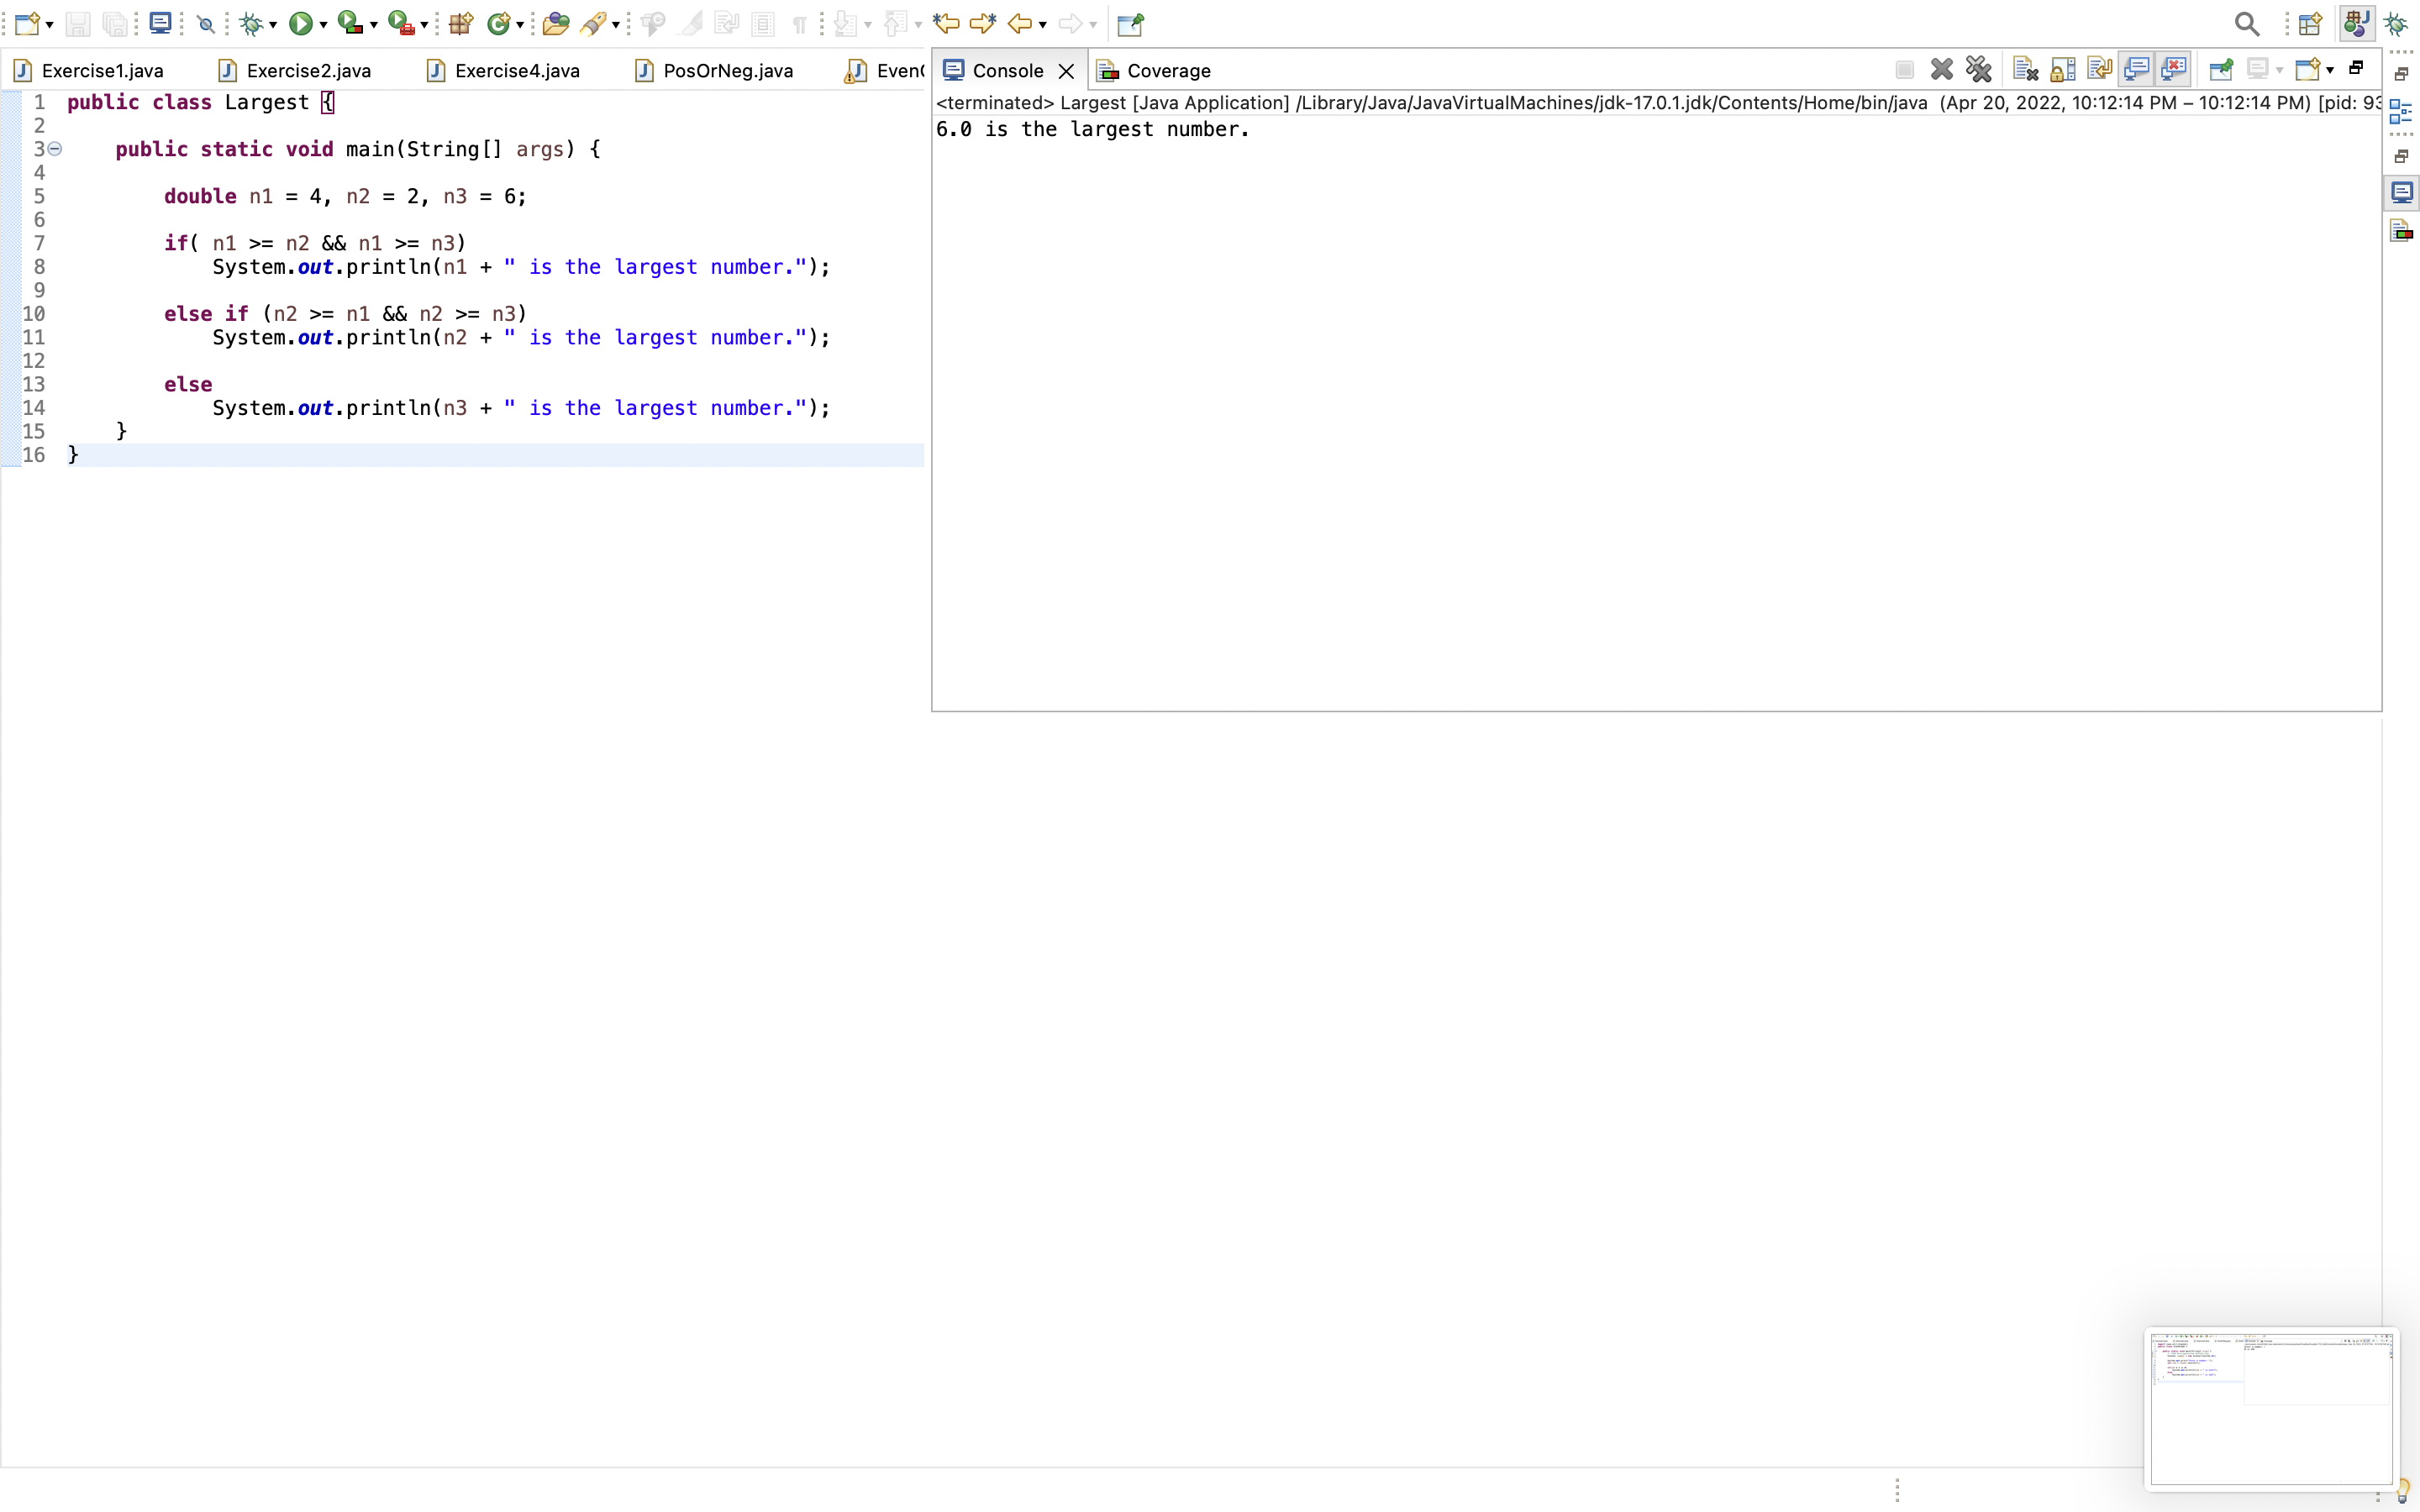 Exercise1.java Exercise2.java Exercise4.java PosOrNeg.java Even
1 public class Largest {
2
3 public static void main(String[] args) {
4
5 double n1 = 4, n2 = 2, n3 = 6;
6
7 if( n1 >= n2 && n1 >= n3)
8 System.out.println(n1 + " is the largest number.");
9
10 else if (n2 >= n1 && n2 >= n3)
11 System.out.println(n2 + " is the largest number.");
12
13 else
14 System.out.println(n3 + " is the largest number.");
15 }
16 }
Console Coverage
<terminated> Largest [Java Application] /Library/Java/JavaVirtualMachines/jdk-17.0.1.jdk/Contents/Home/bin/java (Apr 20, 2022, 10:12:14 PM – 10:12:14 PM) [pid: 93
6.0 is the largest number.